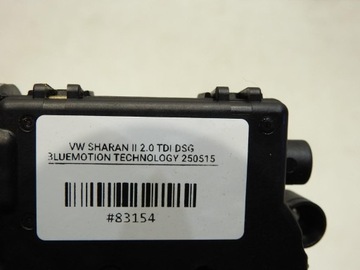 VW SHARAN II 2.0 TDI DSG
BLUEMOTION TECHNOLOGY 250515
#83154